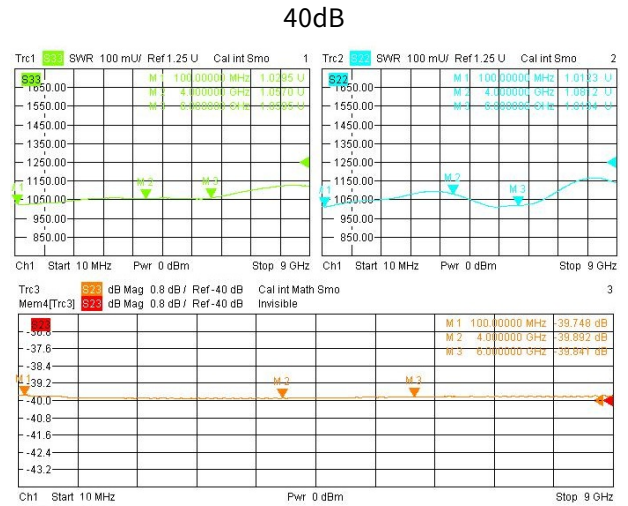 40dB
Trc1 S33 SWR 100 mU/ Ref 1.25 U Cal int Smo 1
S33
1650.00
M 1 100.00000 MHz 1.0295 U
M 2 4.000000 GHz 1.0570 U
1550.00
1450.00
1350.00
1250.00
1150.00
M 2
M 3
1050.00
950.00
850.00
Ch1 Start 10 MHz Pwr 0 dBm Stop 9 GHz
Trc2 S22 SWR 100 mU/ Ref 1.25 U Cal int Smo 2
S22
1650.00
M 1 100.00000 MHz 1.0123 U
M 2 4.000000 GHz 1.0812 U
1550.00
1450.00
1350.00
1250.00
1150.00
M 2
M 3
1050.00
950.00
850.00
Ch1 Start 10 MHz Pwr 0 dBm Stop 9 GHz
Trc3 S23 dB Mag 0.8 dB / Ref -40 dB Cal int Math Smo 3
Mem4[Trc3] S23 dB Mag 0.8 dB / Ref -40 dB Invisible
S23
-36.8
M 1 100.00000 MHz -39.748 dB
M 2 4.000000 GHz -39.892 dB
M 3 6.000000 GHz -39.841 dB
-37.6
-38.4
M 1
-39.2
M 2
M 3
-40.0
-40.8
-41.6
-42.4
-43.2
Ch1 Start 10 MHz Pwr 0 dBm Stop 9 GHz